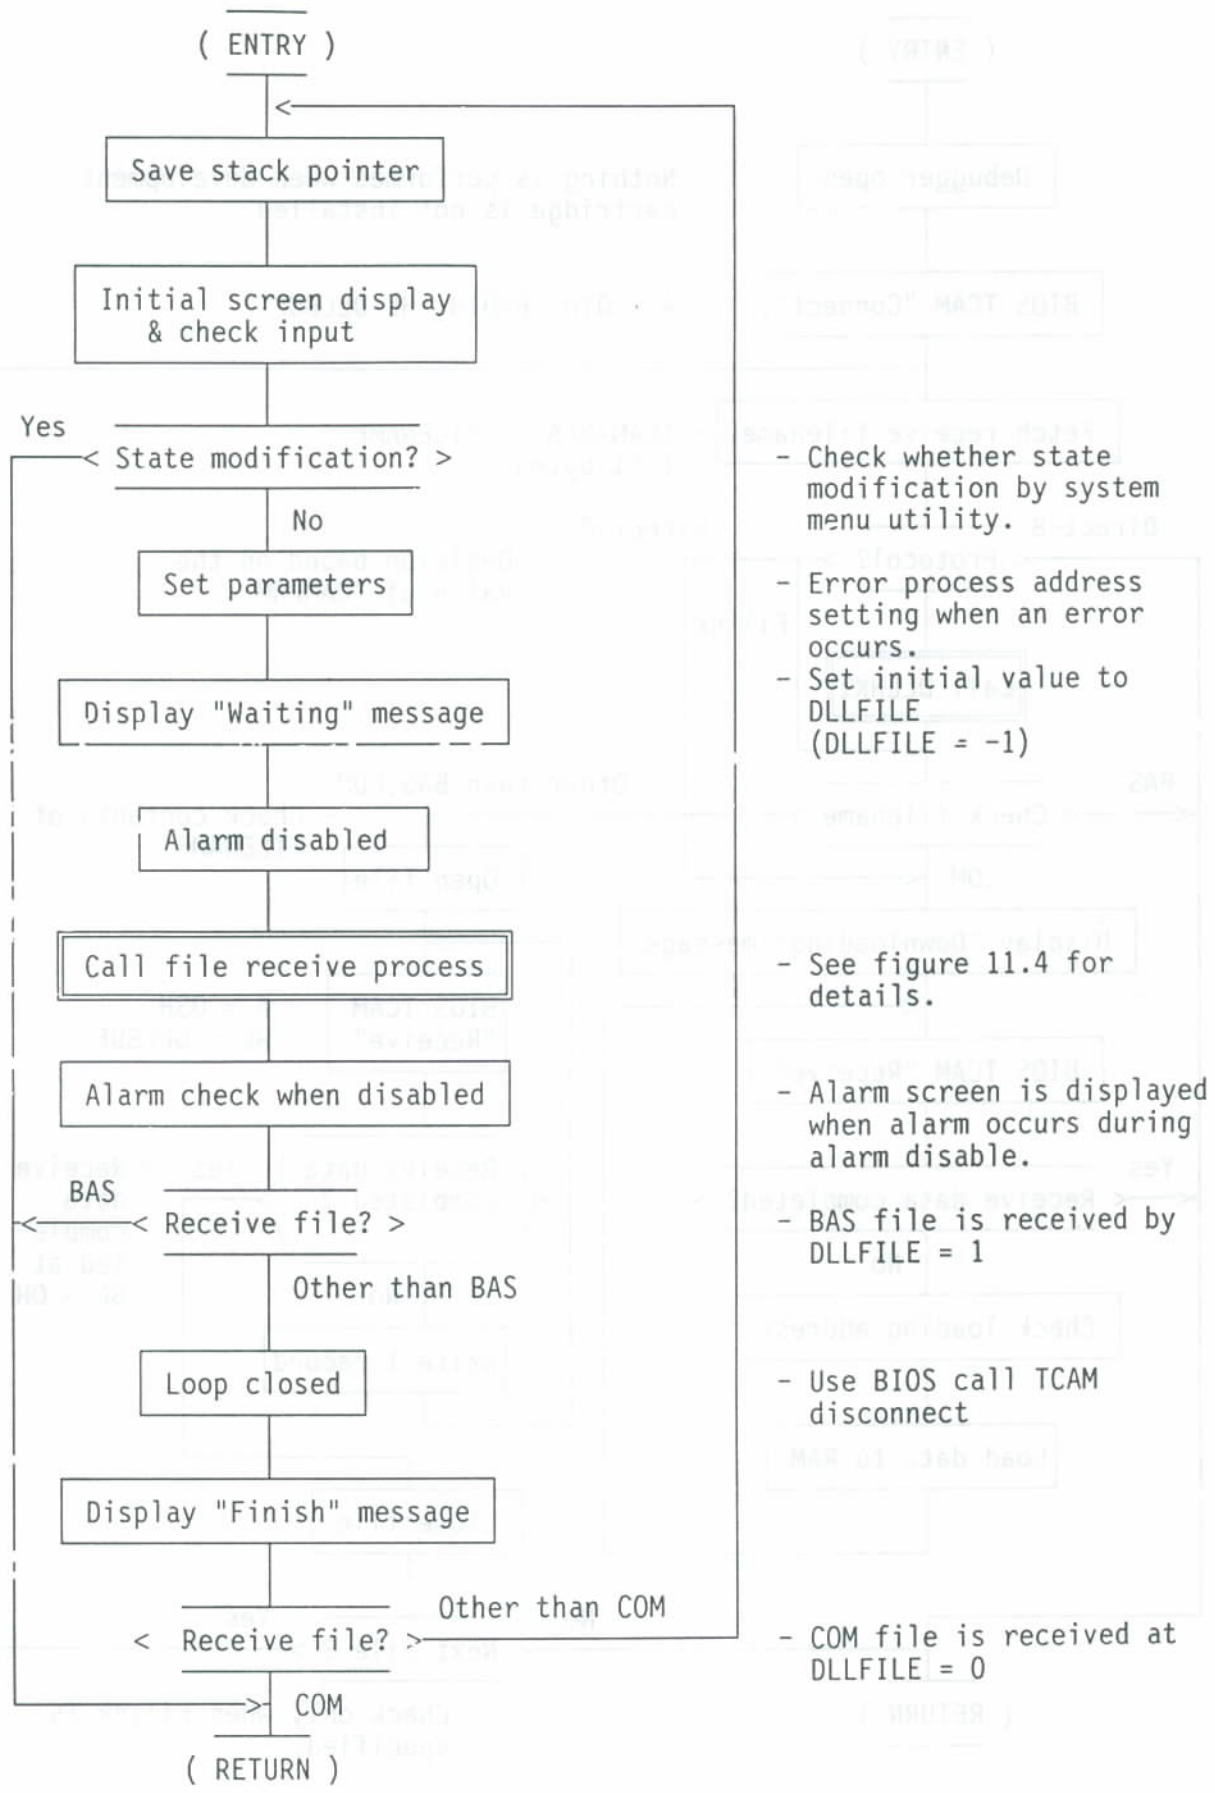 ( ENTRY )
Save stack pointer
Initial screen display
& check input
Yes
< State modification? >
- Check whether state
modification by system
menu utility.
No
Set parameters
- Error process address
setting when an error
occurs.
- Set initial value to
DLLFILE
(DLLFILE = -1)
Display "Waiting" message
Alarm disabled
Call file receive process
- See figure 11.4 for
details.
Alarm check when disabled
- Alarm screen is displayed
when alarm occurs during
alarm disable.
BAS
< Receive file? >
- BAS file is received by
DLLFILE = 1
Other than BAS
Loop closed
- Use BIOS call TCAM
disconnect
Display "Finish" message
Other than COM
< Receive file? >
- COM file is received at
DLLFILE = 0
COM
( RETURN )